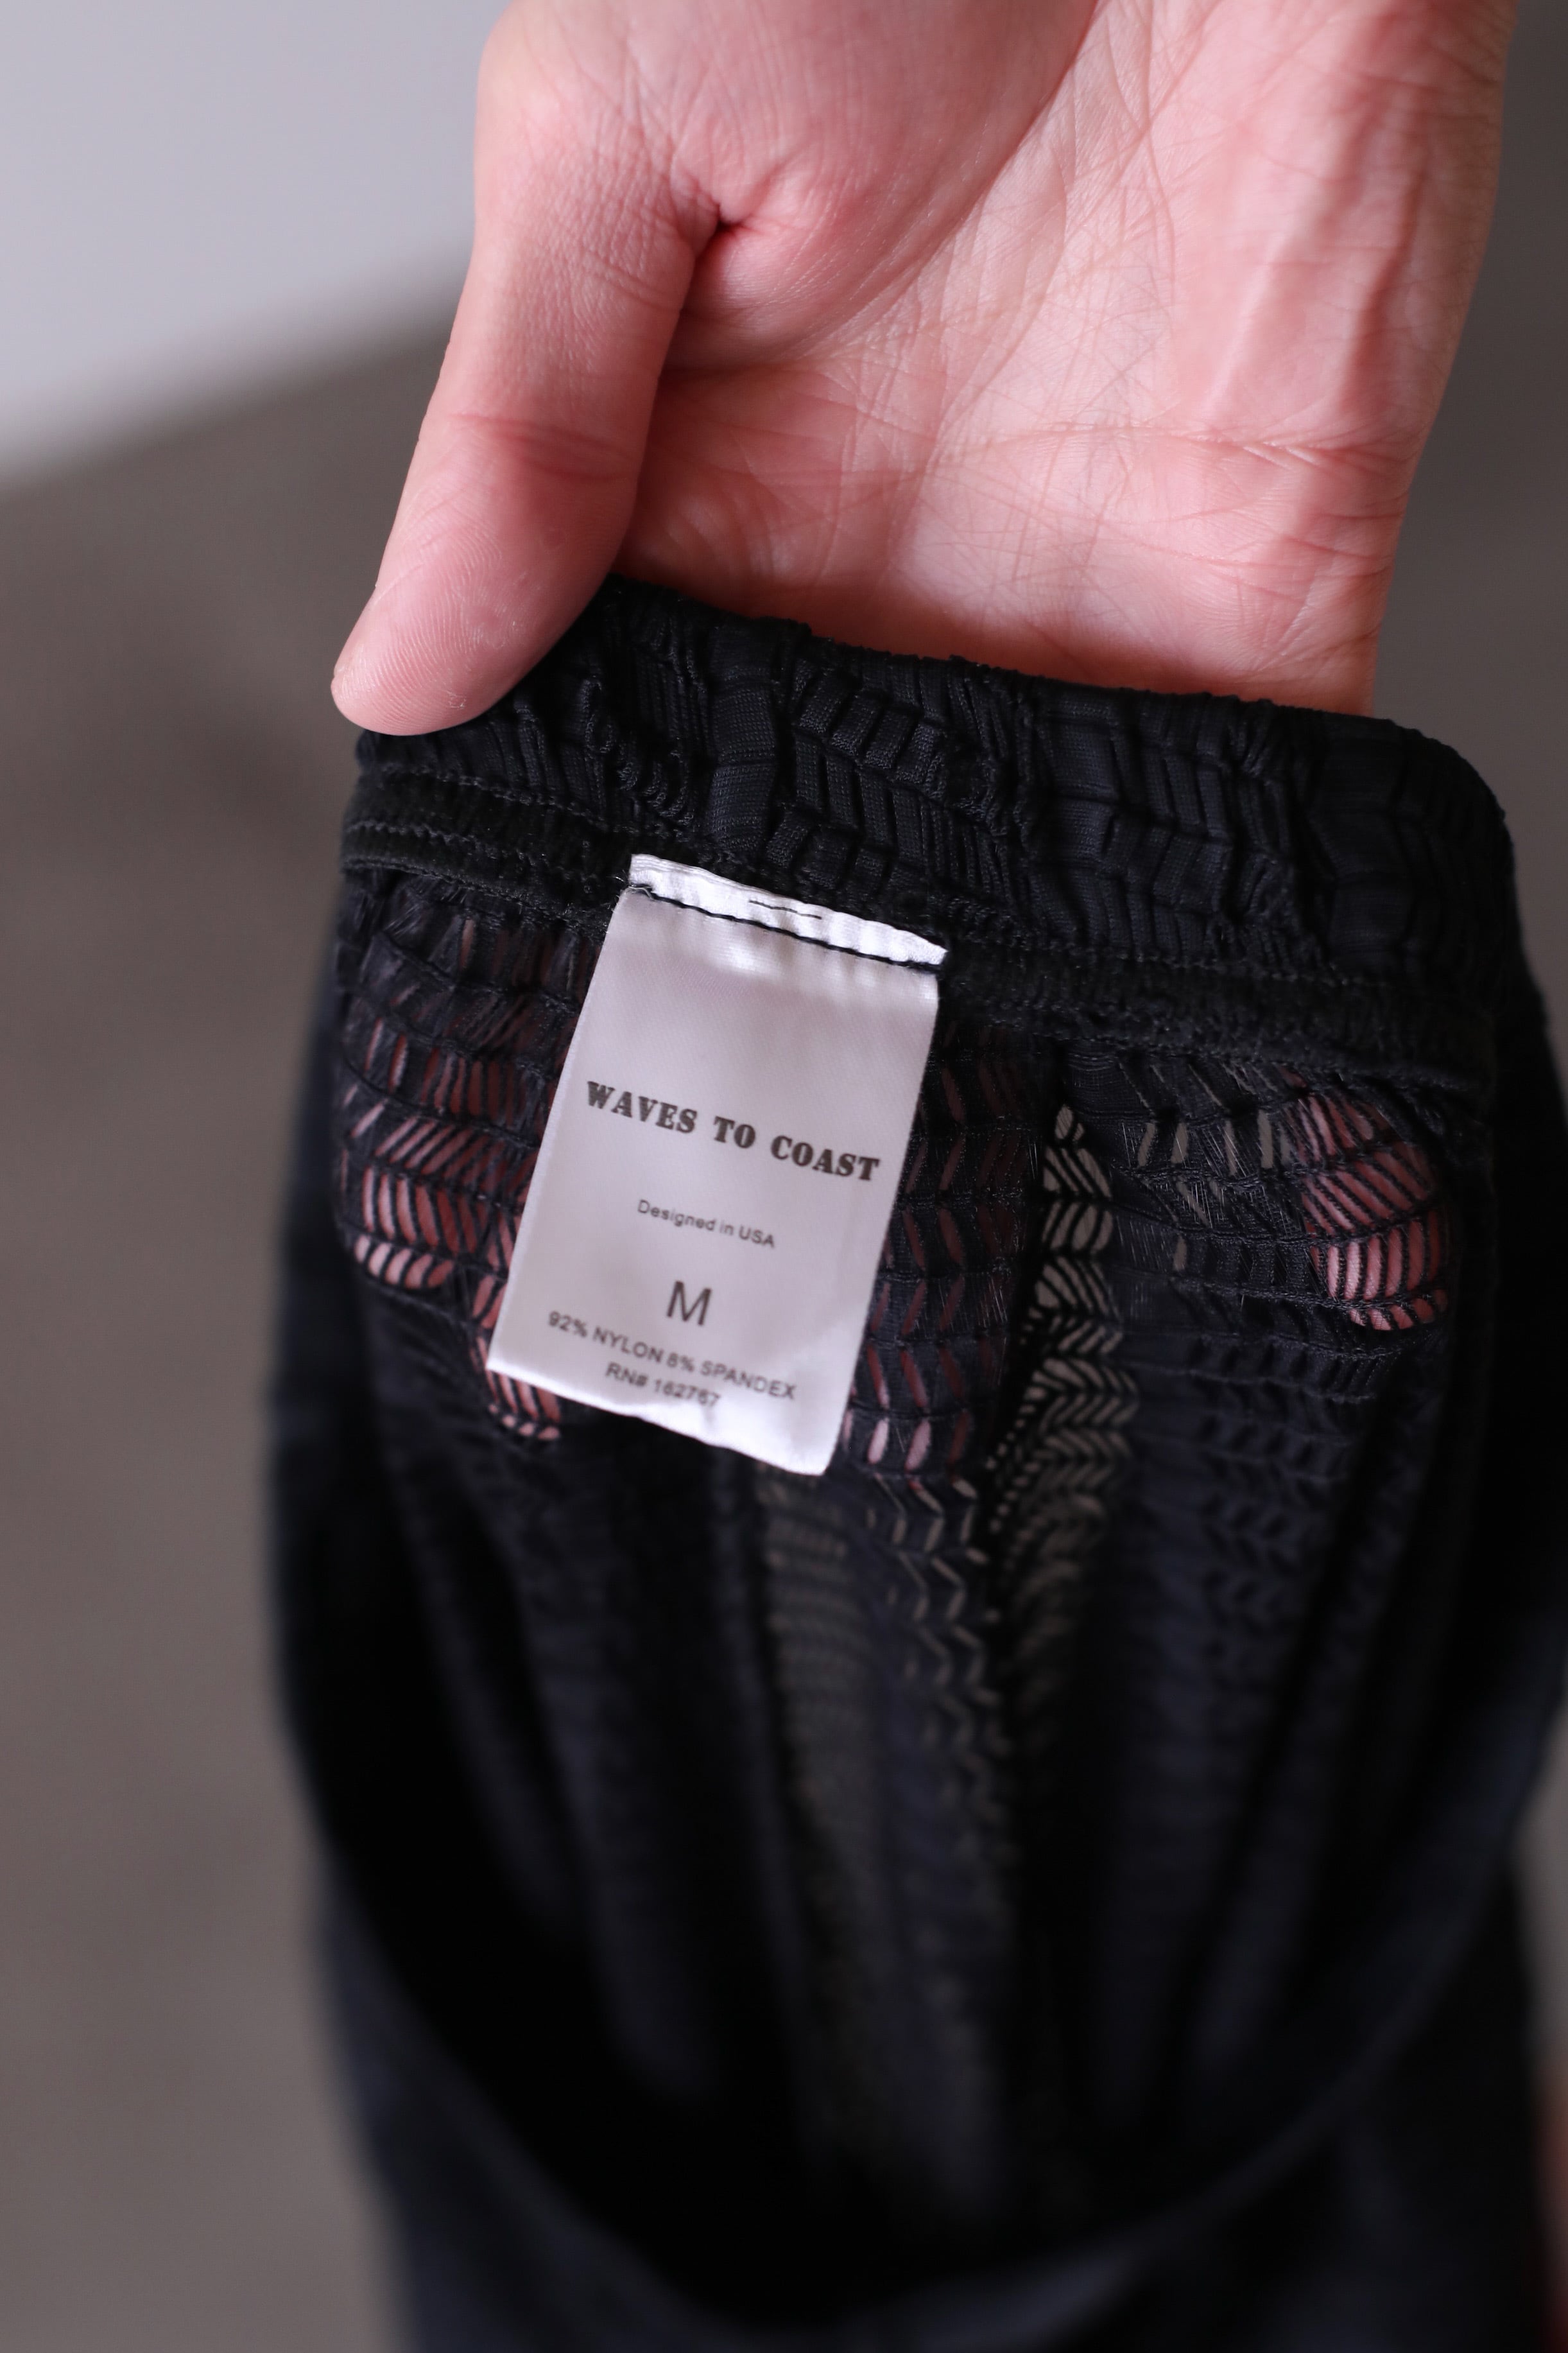 WAVES TO COAST
Designed in USA
M
92% NYLON 8% SPANDEX
RN# 162767